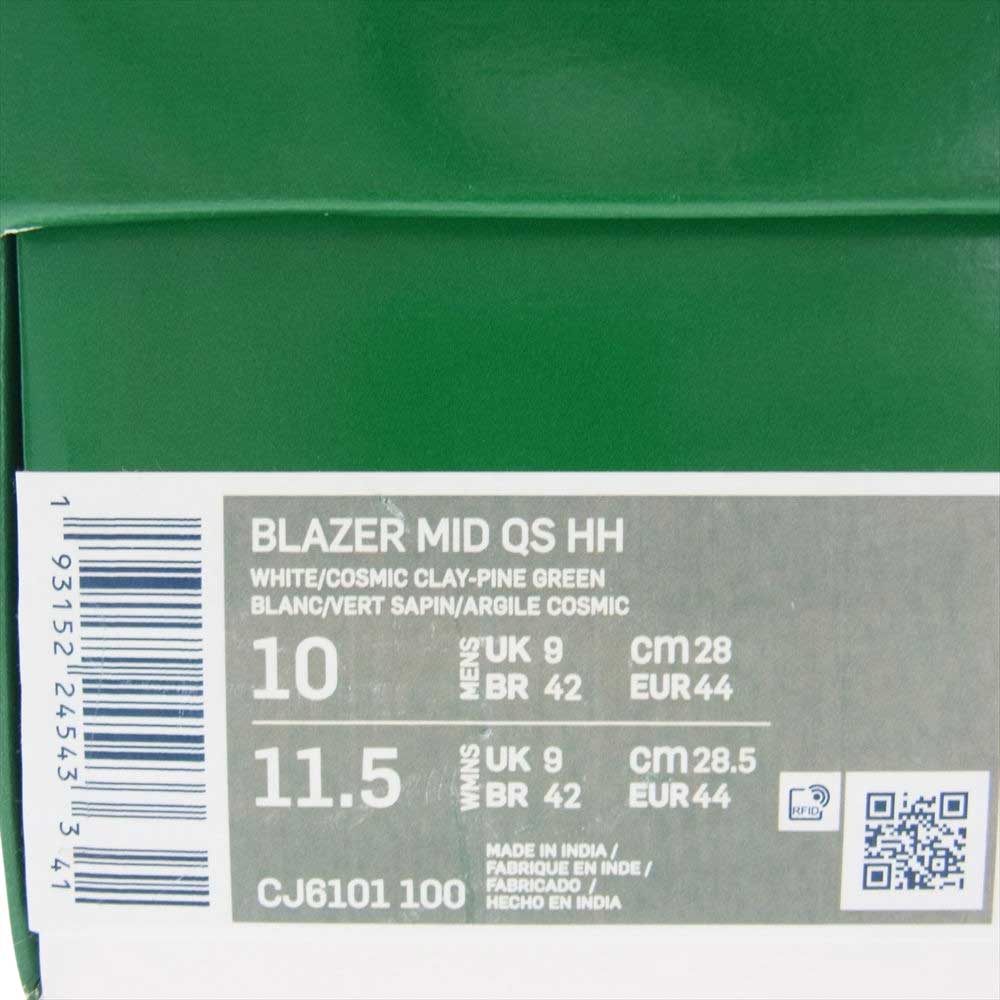 BLAZER MID QS HH
WHITE/COSMIC CLAY-PINE GREEN
BLANC/VERT SAPIN/ARGILE COSMIC
10 MENS UK 9 CM 28
BR 42 EUR 44
11.5 WMNS UK 9 CM 28.5
BR 42 EUR 44
RFID
MADE IN INDIA /
FABRIQUE EN INDE /
FABRICADO /
HECHO EN INDIA
CJ6101 100
1 93152 24543 3 41